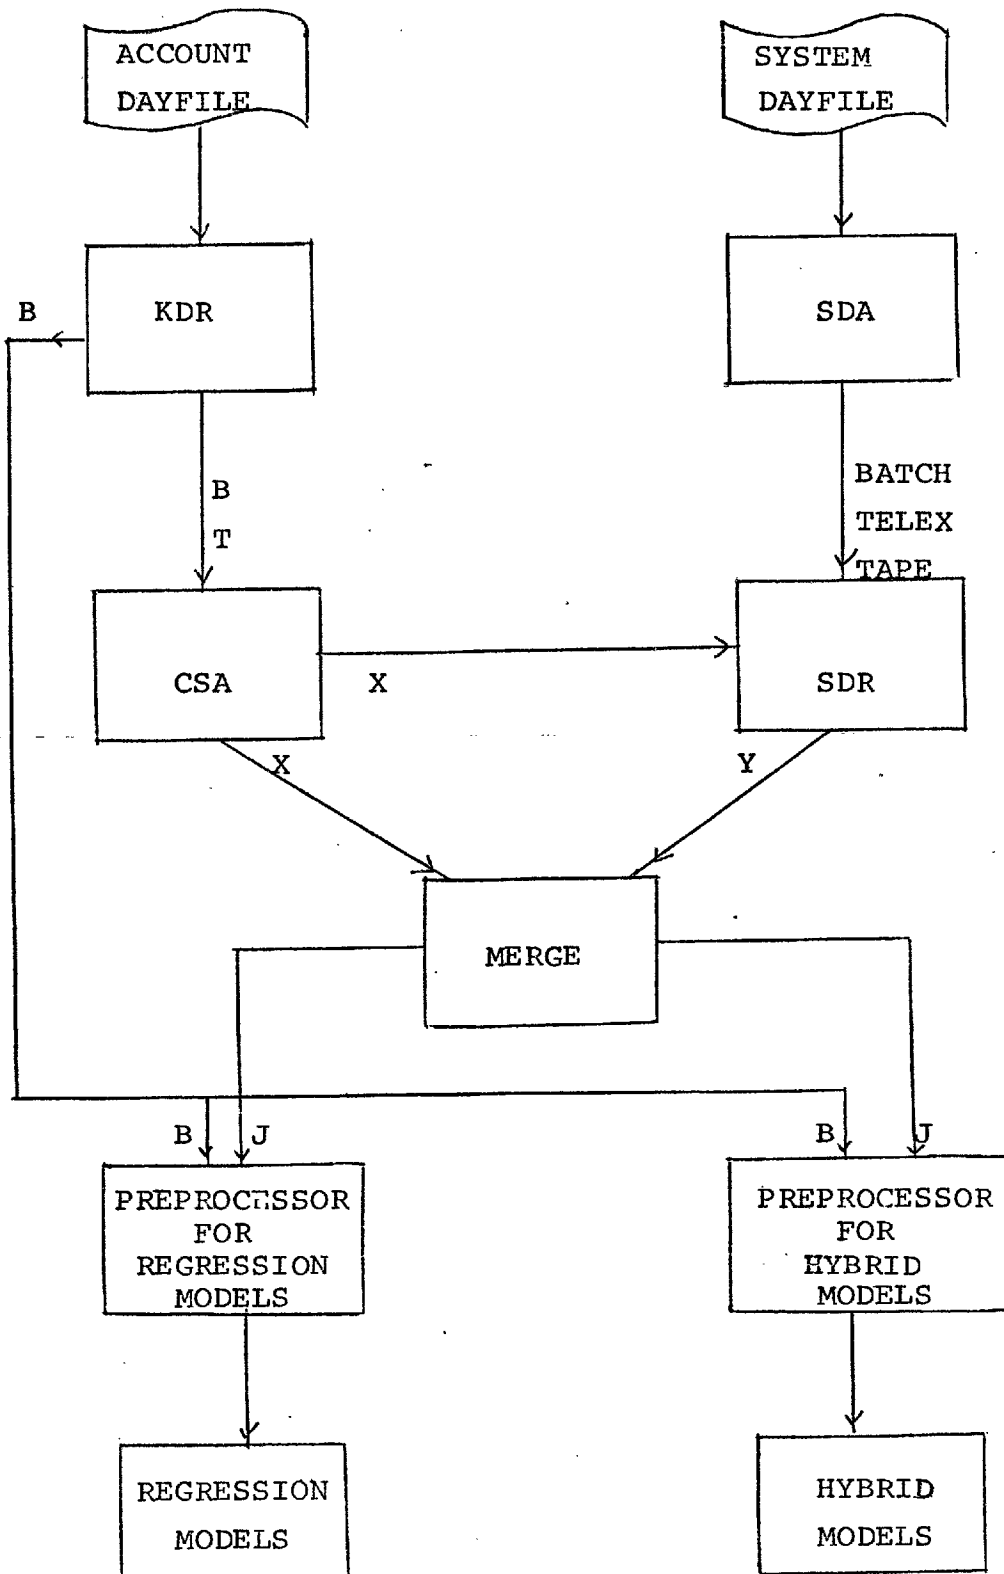 ACCOUNT
DAYFILE
SYSTEM
DAYFILE
B
KDR
SDA
B
T
BATCH
TELEX
TAPE
CSA
X
SDR
X
Y
MERGE
B
J
B
J
PREPROCESSOR
FOR
REGRESSION
MODELS
PREPROCESSOR
FOR
HYBRID
MODELS
REGRESSION
MODELS
HYBRID
MODELS